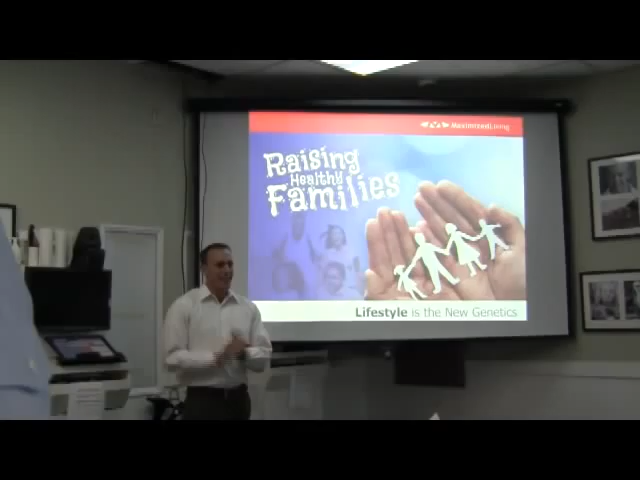 MaximizedLiving
Raising
Healthy
Families
Lifestyle is the New Genetics